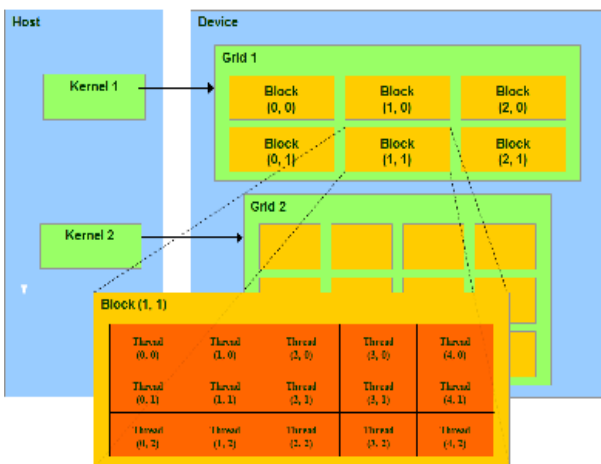 Host
Device
Grid 1
Kernel 1
Block Block Block
(0, 0) (1, 0) (2, 0)
Block Block Block
(0, 1) (1, 1) (2, 1)
Grid 2
Kernel 2
Block (1, 1)
Thread Thread Thread Thread Thread
(0, 0) (1, 0) (2, 0) (3, 0) (4, 0)
Thread Thread Thread Thread Thread
(0, 1) (1, 1) (2, 1) (3, 1) (4, 1)
Thread Thread Thread Thread Thread
(0, 2) (1, 2) (2, 2) (3, 2) (4, 2)